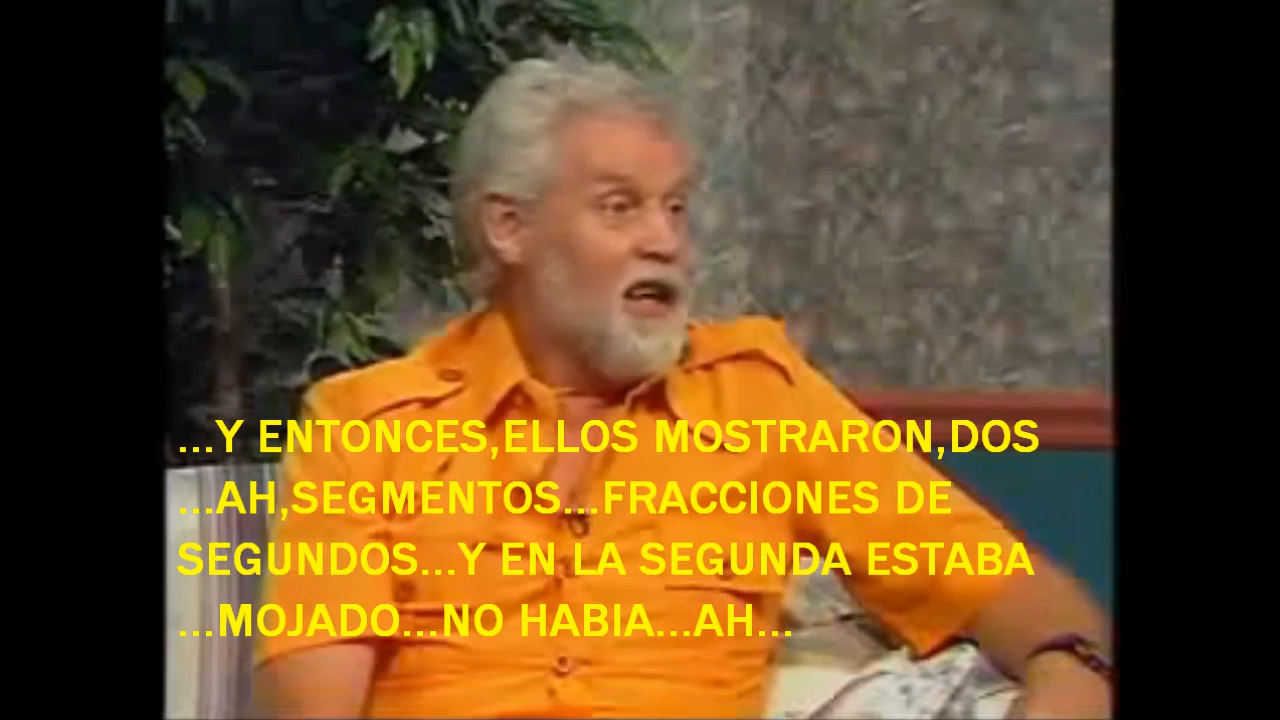 ...Y ENTONCES,ELLOS MOSTRARON,DOS
...AH,SEGMENTOS...FRACCIONES DE
SEGUNDOS...Y EN LA SEGUNDA ESTABA
...MOJADO...NO HABIA...AH...